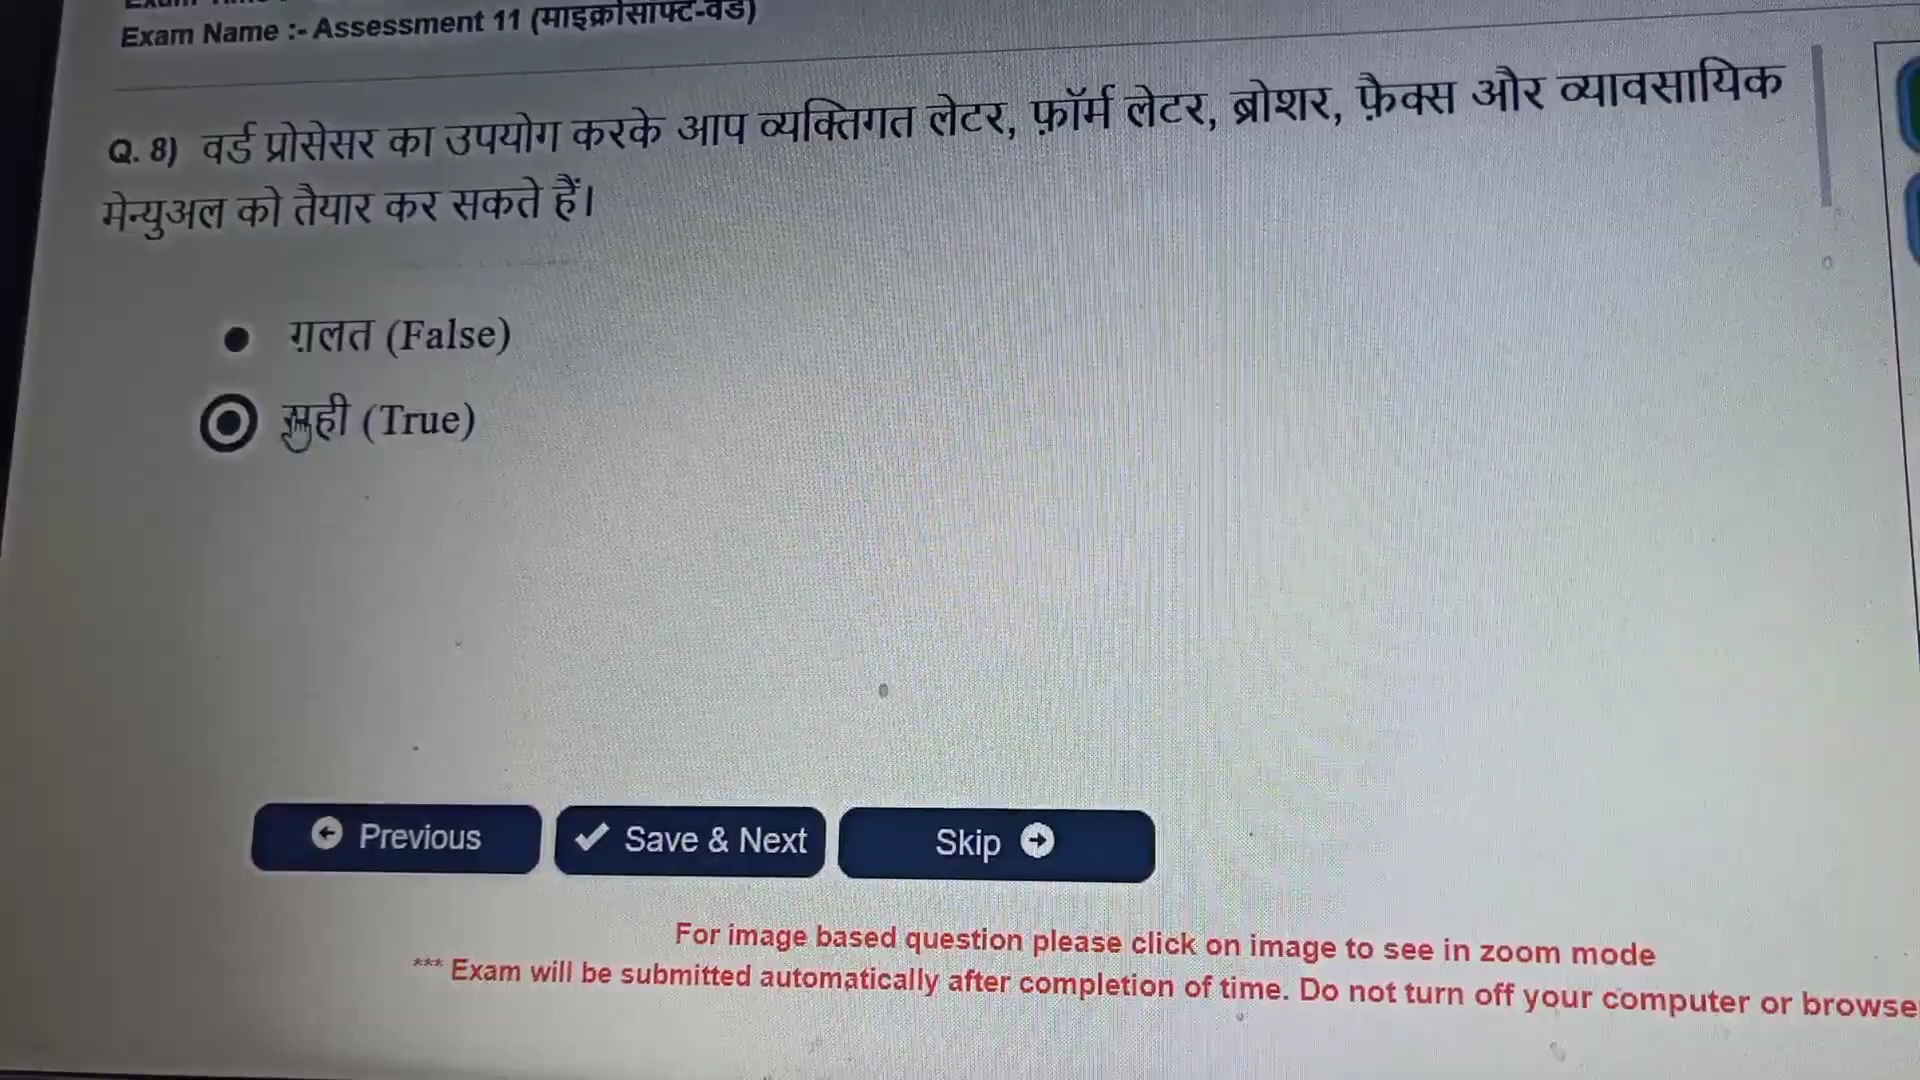 Exam Name :- Assessment 11 (माइक्रोसॉफ्ट-वर्ड)
Q. 8) वर्ड प्रोसेसर का उपयोग करके आप व्यक्तिगत लेटर, फ़ॉर्म लेटर, ब्रोशर, फ़ैक्स और व्यावसायिक
मेन्युअल को तैयार कर सकते हैं।
ग़लत (False)
सही (True)
Previous
Save & Next
Skip
For image based question please click on image to see in zoom mode
*** Exam will be submitted automatically after completion of time. Do not turn off your computer or browse